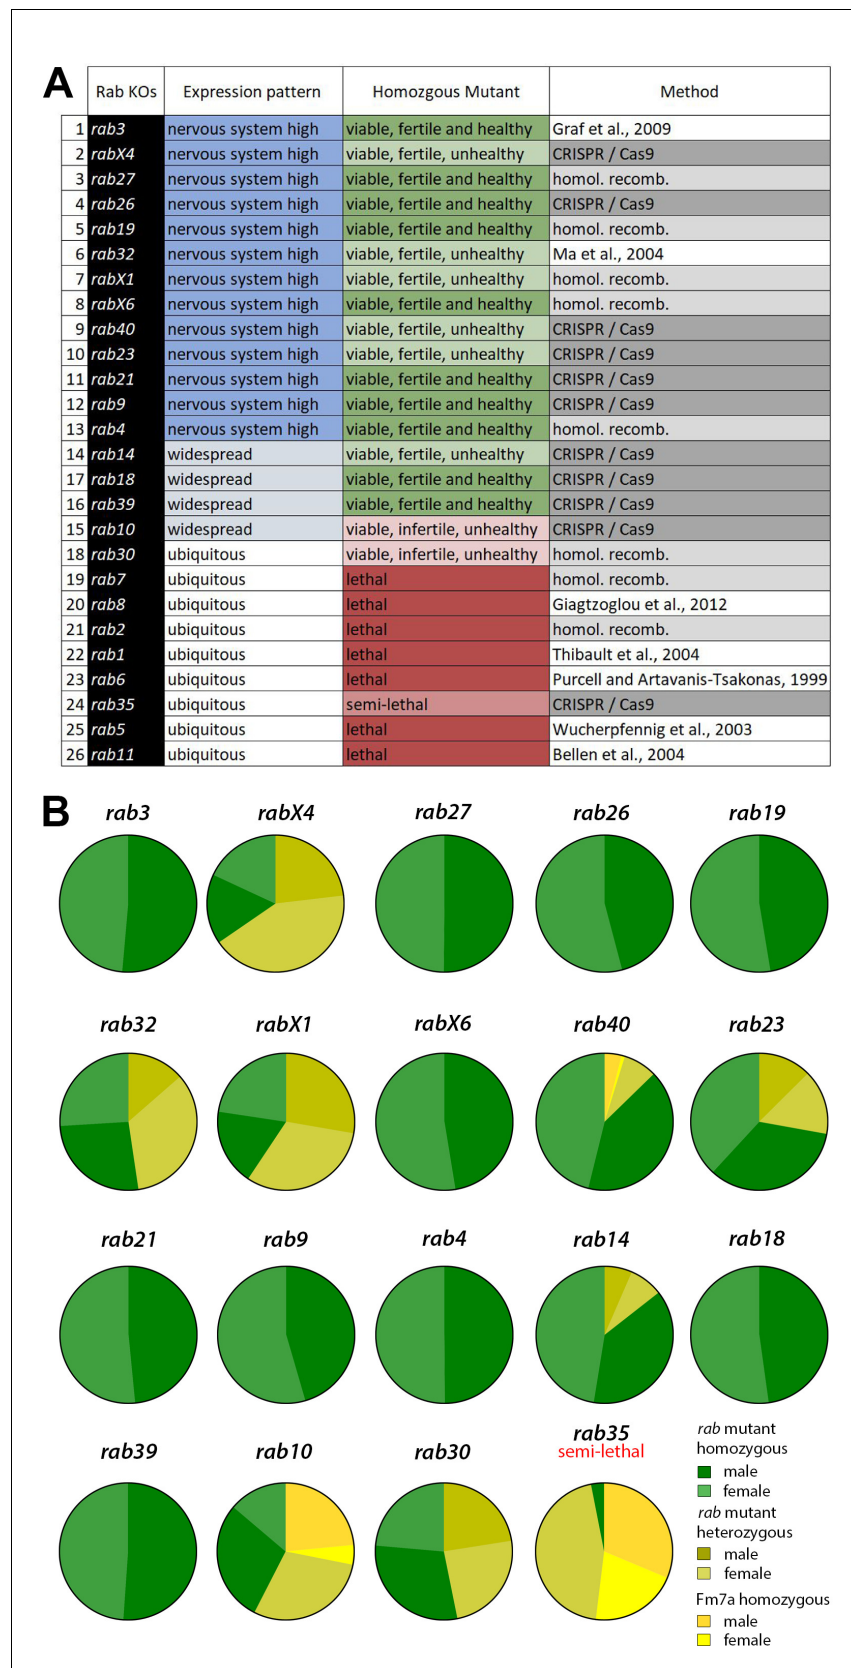 A
Rab KOs Expression pattern Homozgous Mutant Method
1 rab3 nervous system high viable, fertile and healthy Graf et al., 2009
2 rabX4 nervous system high viable, fertile, unhealthy CRISPR / Cas9
3 rab27 nervous system high viable, fertile and healthy homol. recomb.
4 rab26 nervous system high viable, fertile and healthy CRISPR / Cas9
5 rab19 nervous system high viable, fertile and healthy homol. recomb.
6 rab32 nervous system high viable, fertile, unhealthy Ma et al., 2004
7 rabX1 nervous system high viable, fertile, unhealthy homol. recomb.
8 rabX6 nervous system high viable, fertile and healthy homol. recomb.
9 rab40 nervous system high viable, fertile, unhealthy CRISPR / Cas9
10 rab23 nervous system high viable, fertile, unhealthy CRISPR / Cas9
11 rab21 nervous system high viable, fertile and healthy CRISPR / Cas9
12 rab9 nervous system high viable, fertile and healthy CRISPR / Cas9
13 rab4 nervous system high viable, fertile and healthy homol. recomb.
14 rab14 widespread viable, fertile, unhealthy CRISPR / Cas9
17 rab18 widespread viable, fertile and healthy CRISPR / Cas9
16 rab39 widespread viable, fertile and healthy CRISPR / Cas9
15 rab10 widespread viable, infertile, unhealthy CRISPR / Cas9
18 rab30 ubiquitous viable, infertile, unhealthy homol. recomb.
19 rab7 ubiquitous lethal homol. recomb.
20 rab8 ubiquitous lethal Giagtzoglou et al., 2012
21 rab2 ubiquitous lethal homol. recomb.
22 rab1 ubiquitous lethal Thibault et al., 2004
23 rab6 ubiquitous lethal Purcell and Artavanis-Tsakonas, 1999
24 rab35 ubiquitous semi-lethal CRISPR / Cas9
25 rab5 ubiquitous lethal Wucherpfennig et al., 2003
26 rab11 ubiquitous lethal Bellen et al., 2004
B
rab3 rabX4 rab27 rab26 rab19
rab32 rabX1 rabX6 rab40 rab23
rab21 rab9 rab4 rab14 rab18
rab39 rab10 rab30 rab35
semi-lethal
rab mutant
homozygous
male
female
rab mutant
heterozygous
male
female
Fm7a homozygous
male
female